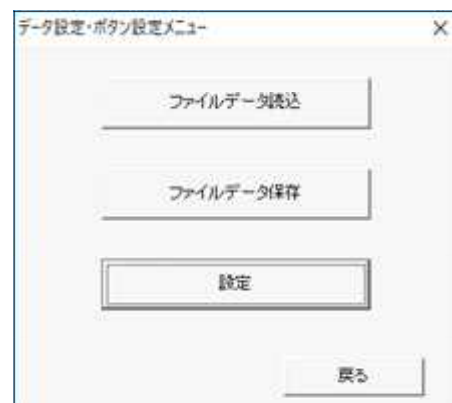 データ設定・ボタン設定メニュー
ファイルデータ読込
ファイルデータ保存
設定
戻る